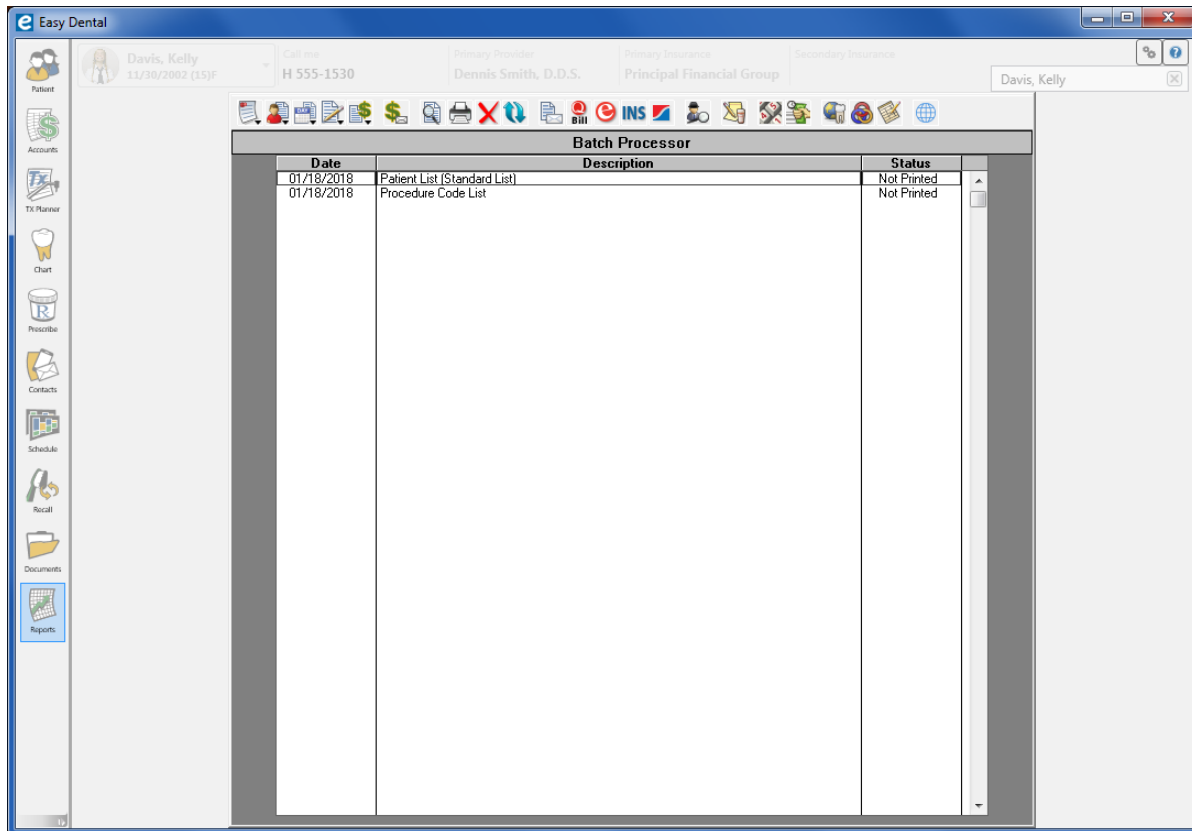 Easy Dental
Davis, Kelly
11/30/2002 (15)F
Call me
H 555-1530
Primary Provider
Dennis Smith, D.D.S.
Primary Insurance
Principal Financial Group
Secondary Insurance
Davis, Kelly
Patient
Accounts
TX Planner
Chart
Prescribe
Contacts
Schedule
Recall
Documents
Reports
Bill
INS
Batch Processor
Date Description Status
01/18/2018 Patient List (Standard List) Not Printed
01/18/2018 Procedure Code List Not Printed